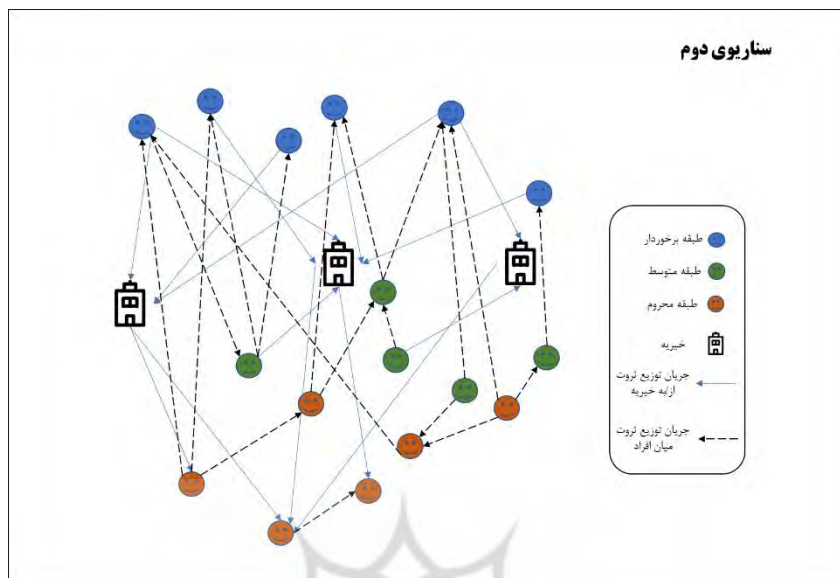 سناریوی دوم
طبقه برخوردار
طبقه متوسط
طبقه محروم
خیریه
جریان توزیع ثروت
از/به خیریه
جریان توزیع ثروت
میان افراد